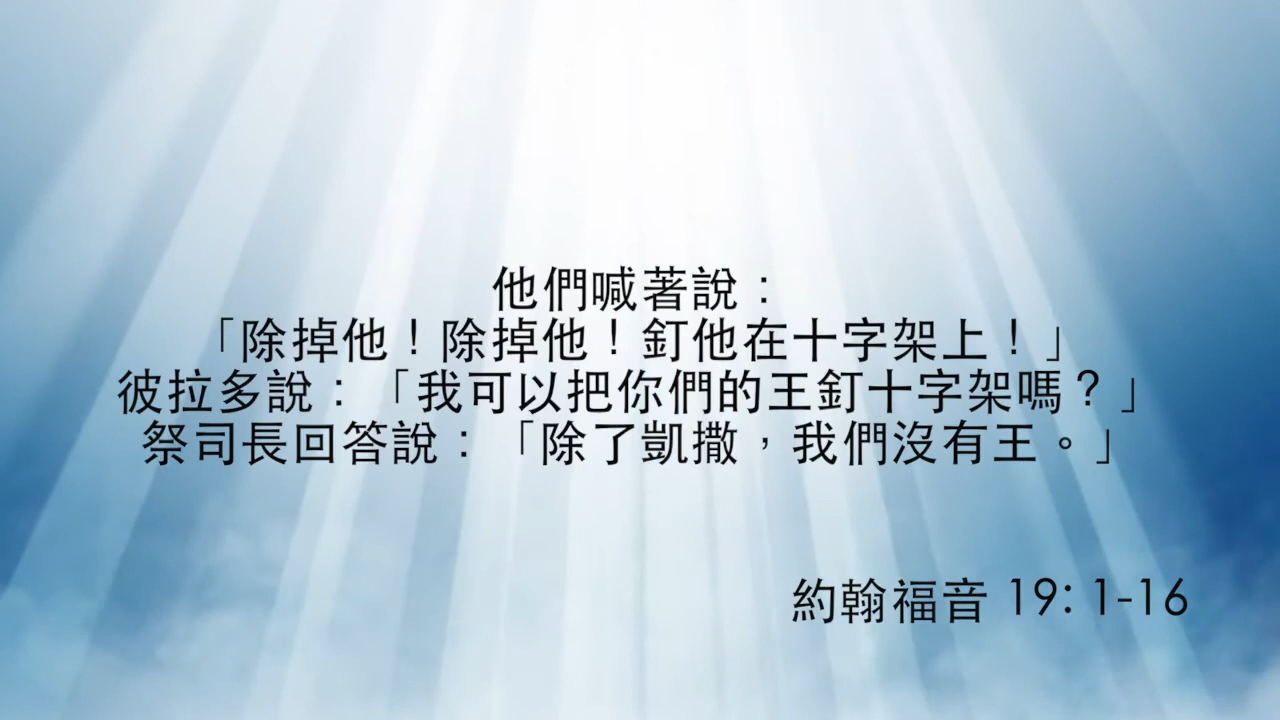 他們喊著說：
「除掉他！除掉他！釘他在十字架上！」
彼拉多說：「我可以把你們的王釘十字架嗎？」
祭司長回答說：「除了凱撒，我們沒有王。」
約翰福音 19: 1-16